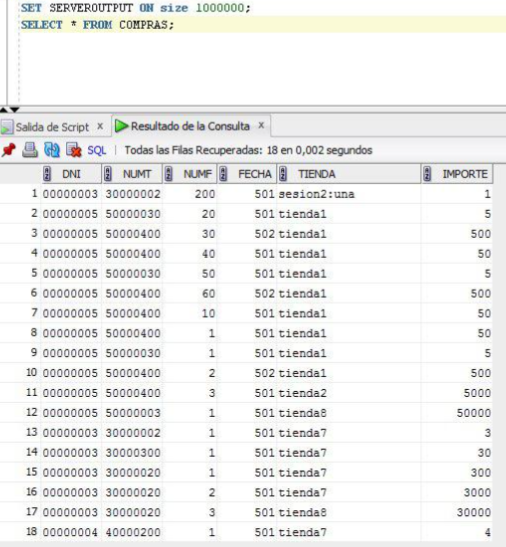 SET SERVEROUTPUT ON size 1000000;
SELECT * FROM COMPRAS;
Salida de Script x Resultado de la Consulta x
SQL | Todas las Filas Recuperadas: 18 en 0,002 segundos
DNI NUMT NUMF FECHA TIENDA IMPORTE
1 00000003 30000002 200 501 sesion2:una 1
2 00000005 50000030 20 501 tienda1 5
3 00000005 50000400 30 502 tienda1 500
4 00000005 50000400 40 501 tienda1 50
5 00000005 50000030 50 501 tienda1 5
6 00000005 50000400 60 502 tienda1 500
7 00000005 50000400 10 501 tienda1 50
8 00000005 50000400 1 501 tienda1 50
9 00000005 50000030 1 501 tienda1 5
10 00000005 50000400 2 502 tienda1 500
11 00000005 50000400 3 501 tienda2 5000
12 00000005 50000003 1 501 tienda8 50000
13 00000003 30000002 1 501 tienda7 3
14 00000003 30000300 1 501 tienda7 30
15 00000003 30000020 1 501 tienda7 300
16 00000003 30000020 2 501 tienda7 3000
17 00000003 30000020 3 501 tienda8 30000
18 00000004 40000200 1 501 tienda7 4